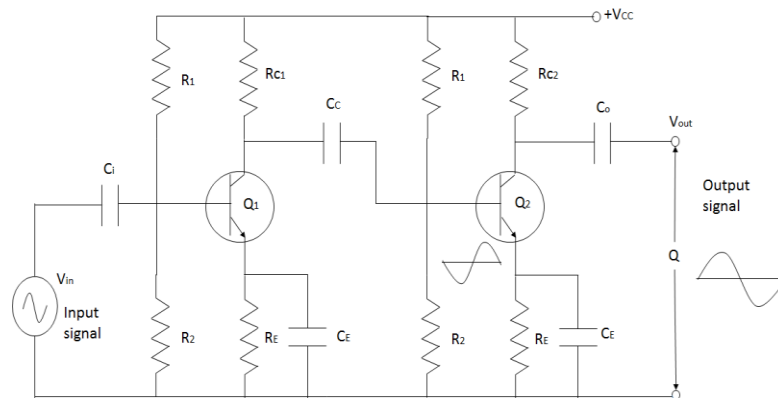 +VCC
R1
RC1
R1
RC2
CC
Co
Vout
Ci
Q1
Q2
Output
signal
Q
Vin
Input
signal
R2
RE
CE
R2
RE
CE